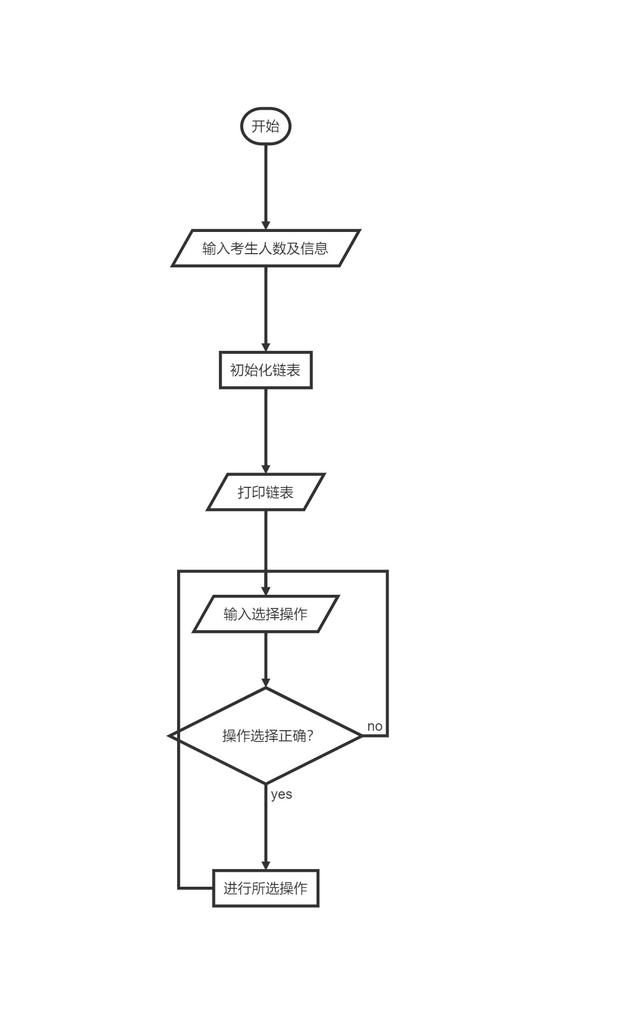 开始
输入考生人数及信息
初始化链表
打印链表
输入选择操作
操作选择正确?
no
yes
进行所选操作